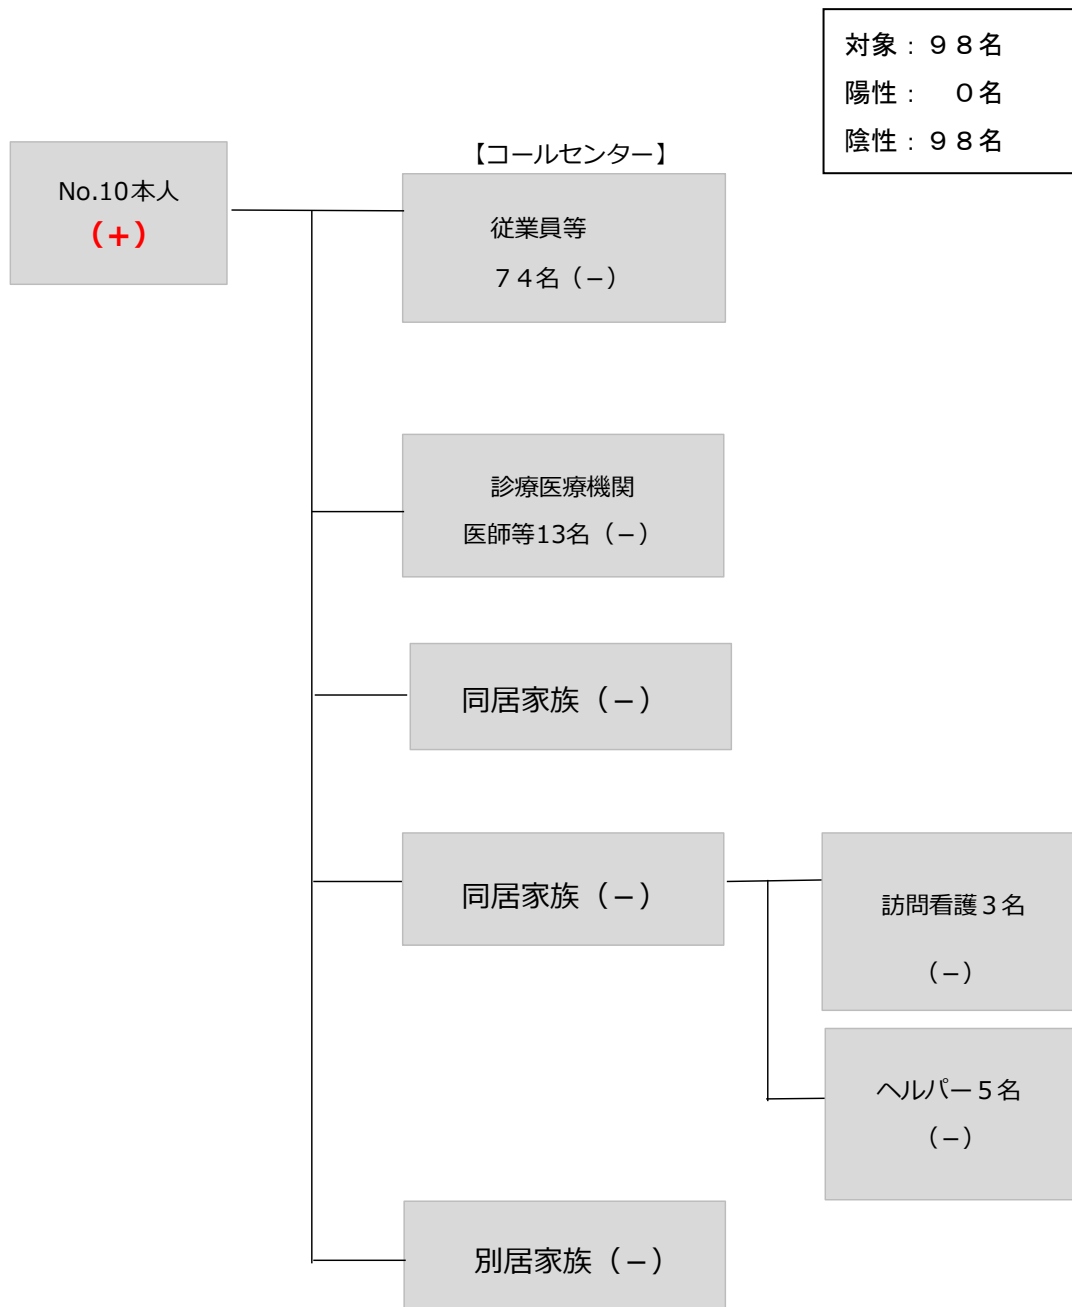 対象：９８名
陽性：　０名
陰性：９８名
No.10本人
（+）
【コールセンター】
従業員等
７４名（−）
診療医療機関
医師等13名（−）
同居家族（−）
同居家族（−）
訪問看護３名
（−）
ヘルパー５名
（−）
別居家族（−）